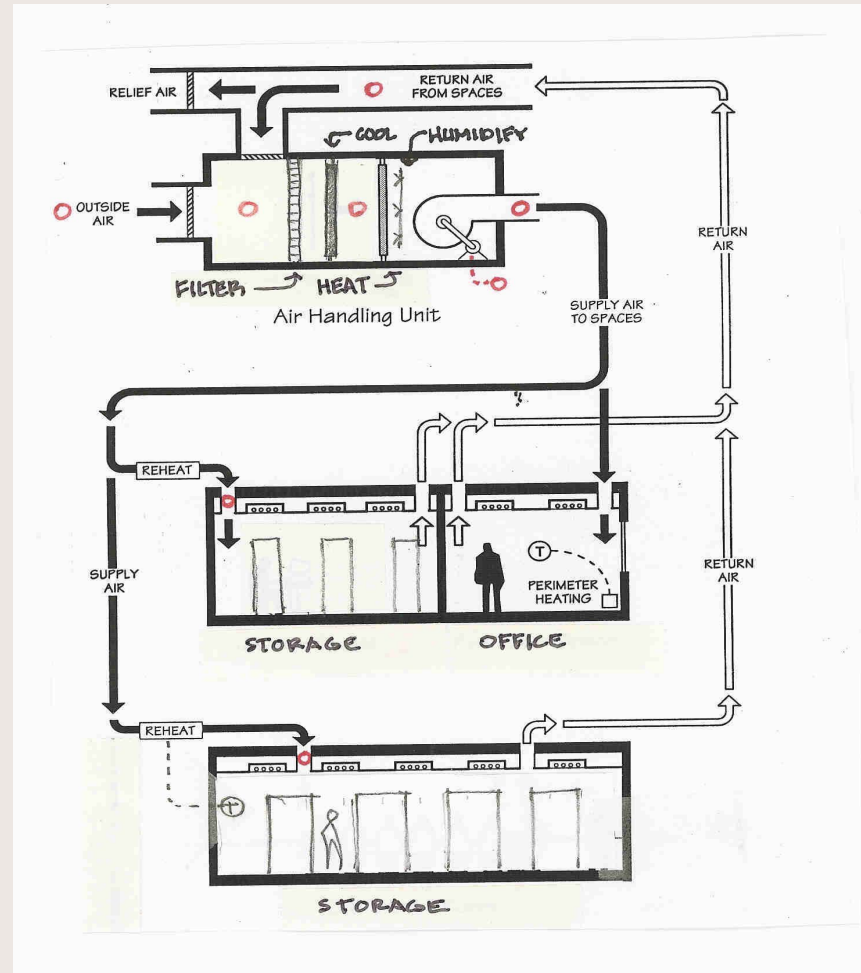 RELIEF AIR
RETURN AIR
FROM SPACES
COOL
HUMIDIFY
OUTSIDE
AIR
FILTER
HEAT
Air Handling Unit
RETURN
AIR
SUPPLY AIR
TO SPACES
REHEAT
SUPPLY
AIR
T
PERIMETER
HEATING
RETURN
AIR
STORAGE
OFFICE
REHEAT
T
STORAGE